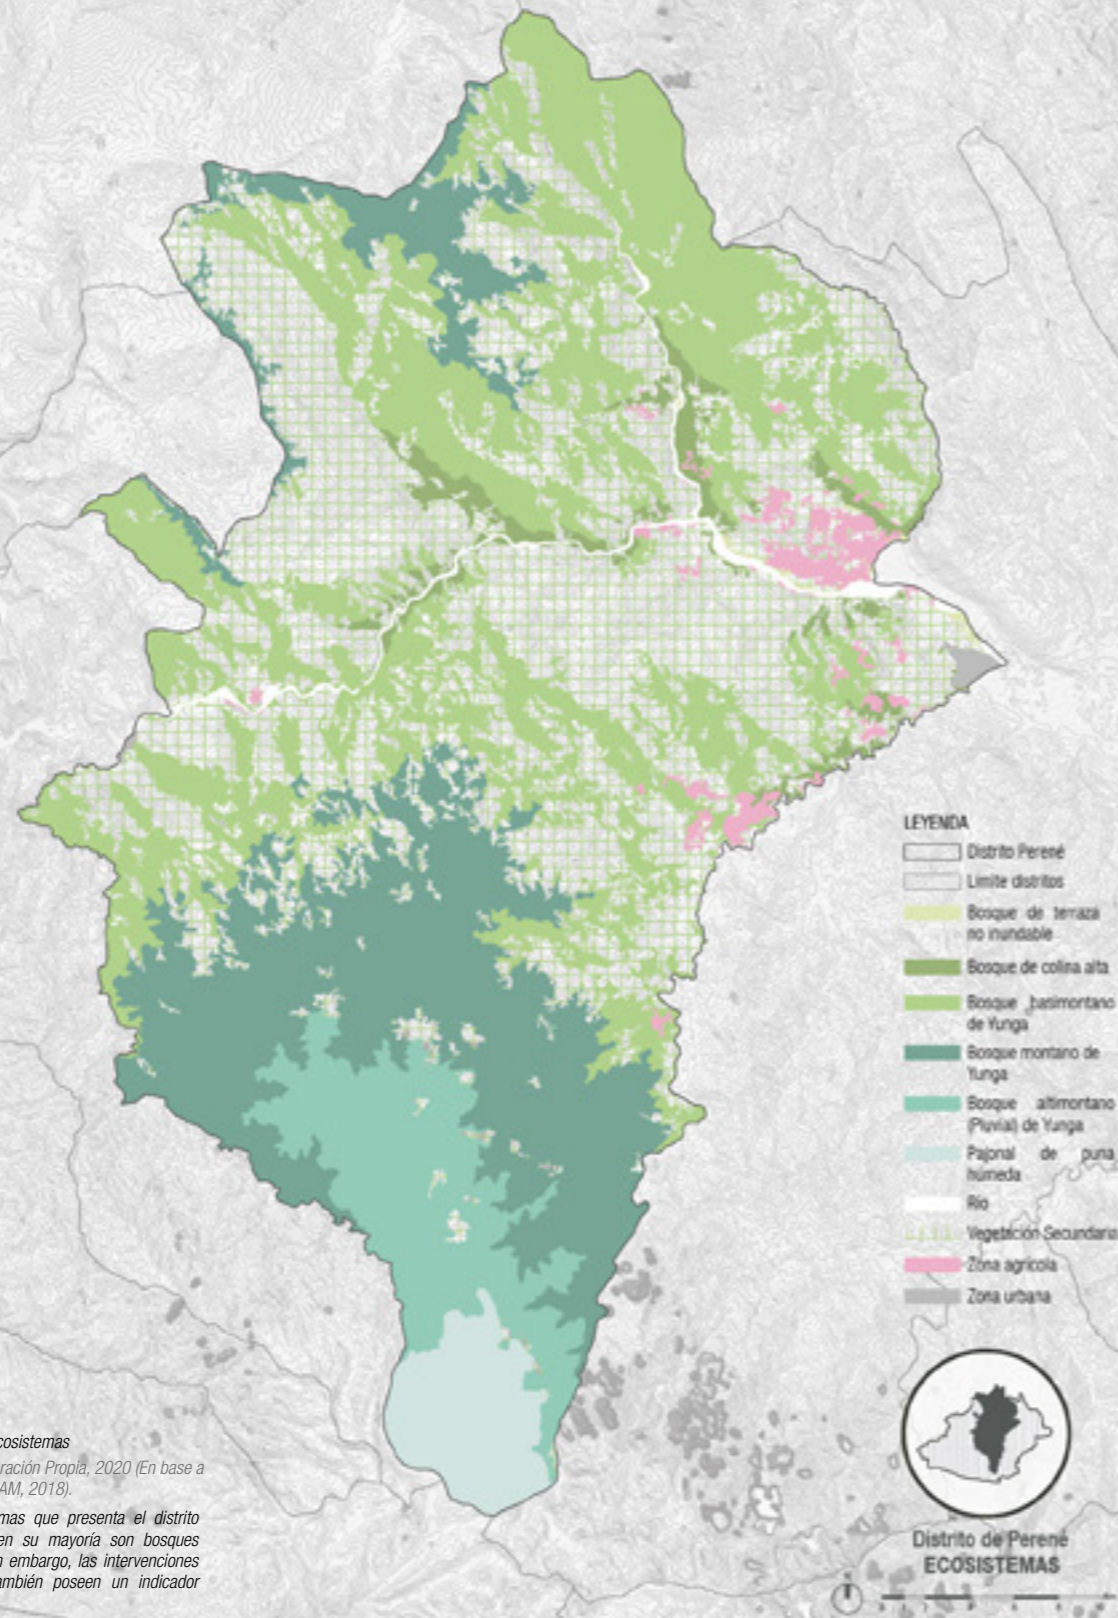 LEYENDA
Distrito Perené
Limite distritos
Bosque de terraza
no inundable
Bosque de colina alta
Bosque basimontano
de Yunga
Bosque montano de
Yunga
Bosque altimontano
(Pluvial) de Yunga
Pajonal de puna
húmeda
Río
Vegetación Secundaria
Zona agrícola
Zona urbana
Distrito de Perené
ECOSISTEMAS
cosistemas
ración Propia, 2020 (En base a
AM, 2018).
mas que presenta el distrito
en su mayoría son bosques
n embargo, las intervenciones
ambién poseen un indicador